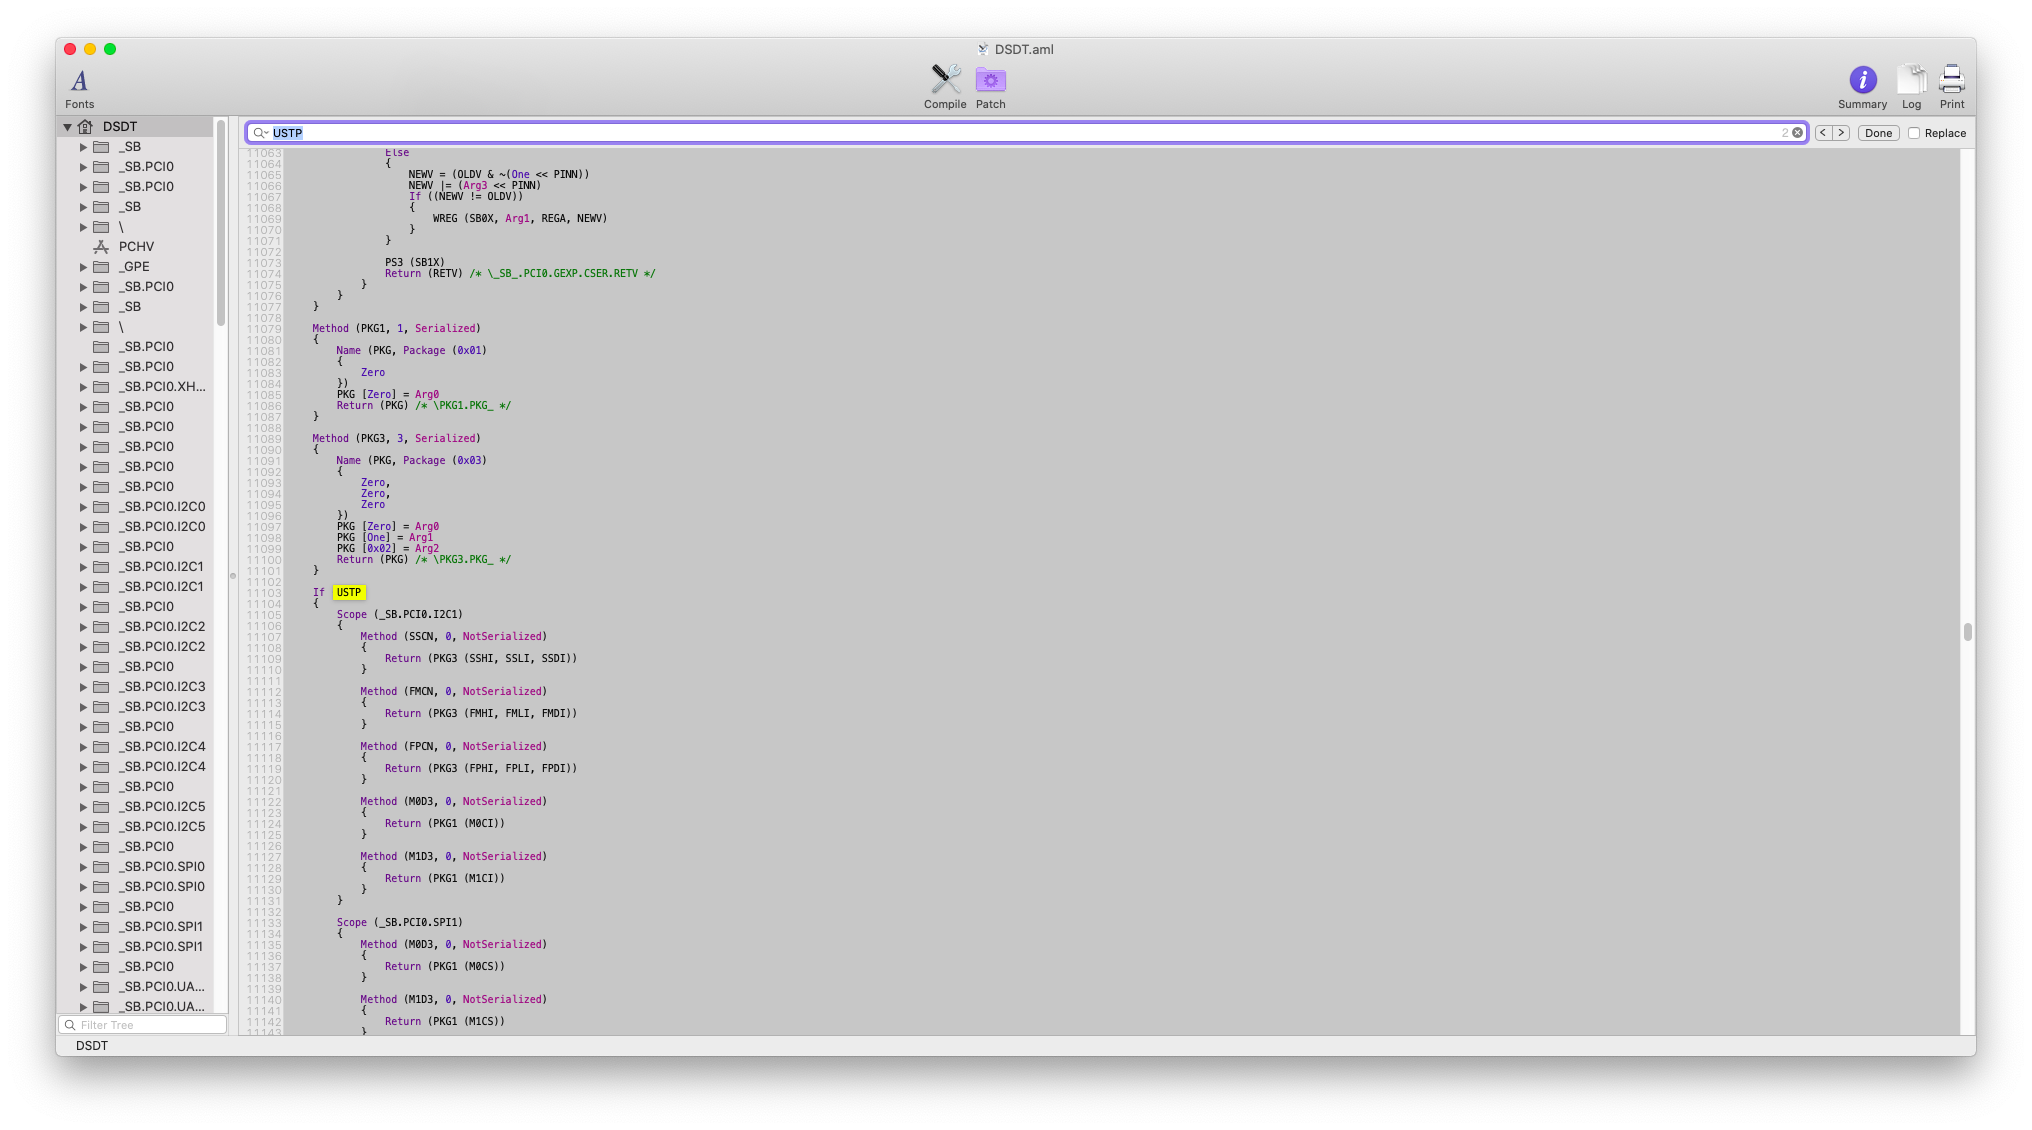 DSDT.aml
Fonts
Compile Patch
Summary Log Print
USTP
2
< >
Done
Replace
DSDT
_SB
_SB.PCI0
_SB.PCI0
_SB
\
PCHV
_GPE
_SB.PCI0
_SB
\
_SB.PCI0
_SB.PCI0
_SB.PCI0.XH...
_SB.PCI0
_SB.PCI0
_SB.PCI0
_SB.PCI0
_SB.PCI0
_SB.PCI0.I2C0
_SB.PCI0.I2C0
_SB.PCI0
_SB.PCI0.I2C1
_SB.PCI0.I2C1
_SB.PCI0
_SB.PCI0.I2C2
_SB.PCI0.I2C2
_SB.PCI0
_SB.PCI0.I2C3
_SB.PCI0.I2C3
_SB.PCI0
_SB.PCI0.I2C4
_SB.PCI0.I2C4
_SB.PCI0
_SB.PCI0.I2C5
_SB.PCI0.I2C5
_SB.PCI0
_SB.PCI0.SPI0
_SB.PCI0.SPI0
_SB.PCI0
_SB.PCI0.SPI1
_SB.PCI0.SPI1
_SB.PCI0
_SB.PCI0.UA...
_SB.PCI0.UA...
Filter Tree
DSDT
11063 Else
11064 {
11065 NEWV = (OLDV & ~(One << PINN))
11066 NEWV |= (Arg3 << PINN)
11067 If ((NEWV != OLDV))
11068 {
11069 WREG (SB0X, Arg1, REGA, NEWV)
11070 }
11071 }
11072
11073 PS3 (SB1X)
11074 Return (RETV) /* \_SB_.PCI0.GEXP.CSER.RETV */
11075 }
11076 }
11077 }
11078
11079 Method (PKG1, 1, Serialized)
11080 {
11081 Name (PKG, Package (0x01)
11082 {
11083 Zero
11084 })
11085 PKG [Zero] = Arg0
11086 Return (PKG) /* \PKG1.PKG_ */
11087 }
11088
11089 Method (PKG3, 3, Serialized)
11090 {
11091 Name (PKG, Package (0x03)
11092 {
11093 Zero,
11094 Zero,
11095 Zero
11096 })
11097 PKG [Zero] = Arg0
11098 PKG [One] = Arg1
11099 PKG [0x02] = Arg2
11100 Return (PKG) /* \PKG3.PKG_ */
11101 }
11102
11103 If USTP
11104 {
11105 Scope (_SB.PCI0.I2C1)
11106 {
11107 Method (SSCN, 0, NotSerialized)
11108 {
11109 Return (PKG3 (SSHI, SSLI, SSDI))
11110 }
11111
11112 Method (FMCN, 0, NotSerialized)
11113 {
11114 Return (PKG3 (FMHI, FMLI, FMDI))
11115 }
11116
11117 Method (FPCN, 0, NotSerialized)
11118 {
11119 Return (PKG3 (FPHI, FPLI, FPDI))
11120 }
11121
11122 Method (M0D3, 0, NotSerialized)
11123 {
11124 Return (PKG1 (M0CI))
11125 }
11126
11127 Method (M1D3, 0, NotSerialized)
11128 {
11129 Return (PKG1 (M1CI))
11130 }
11131 }
11132
11133 Scope (_SB.PCI0.SPI1)
11134 {
11135 Method (M0D3, 0, NotSerialized)
11136 {
11137 Return (PKG1 (M0CS))
11138 }
11139
11140 Method (M1D3, 0, NotSerialized)
11141 {
11142 Return (PKG1 (M1CS))
11143 }